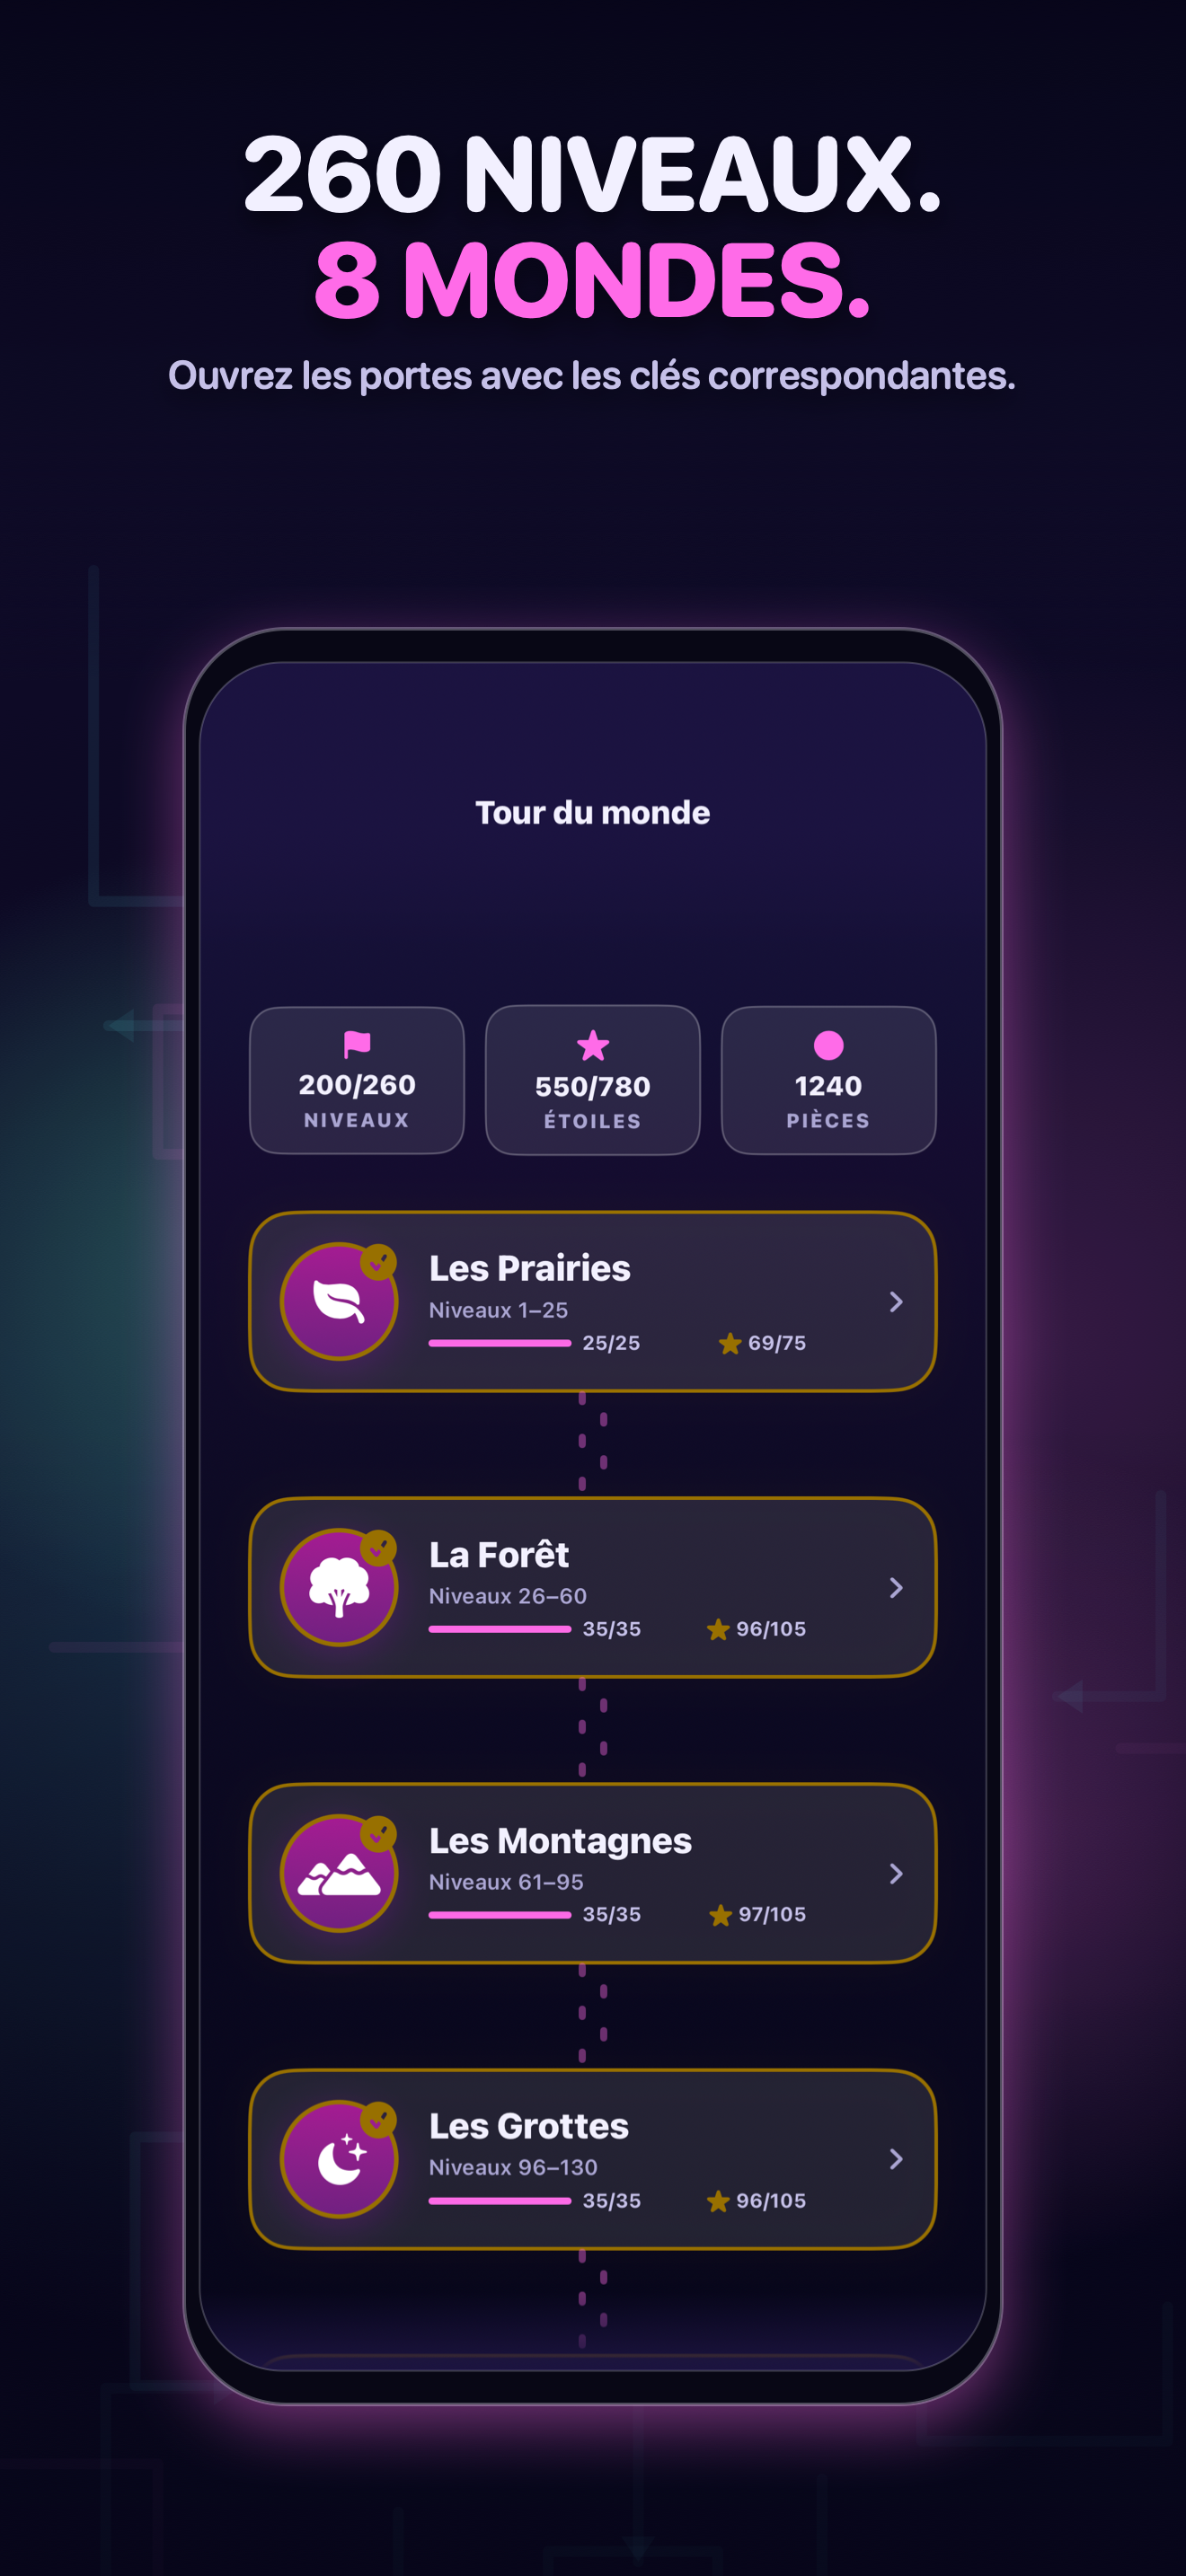 260 NIVEAUX.
8 MONDES.
Ouvrez les portes avec les clés correspondantes.
Tour du monde
200/260
NIVEAUX
550/780
ÉTOILES
1240
PIÈCES
Les Prairies
Niveaux 1–25
25/25 69/75
La Forêt
Niveaux 26–60
35/35 96/105
Les Montagnes
Niveaux 61–95
35/35 97/105
Les Grottes
Niveaux 96–130
35/35 96/105